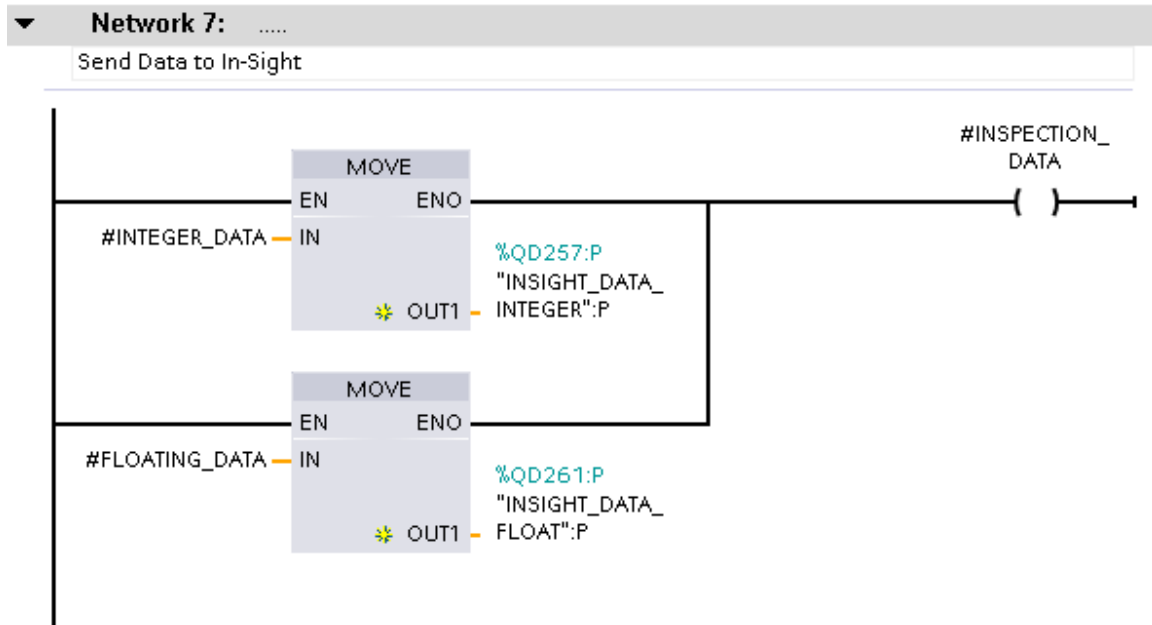 Network 7: .....
Send Data to In-Sight
#INSPECTION_
DATA
MOVE
EN ENO
#INTEGER_DATA IN
%QD257:P
"INSIGHT_DATA_
OUT1 INTEGER":P
MOVE
EN ENO
#FLOATING_DATA IN
%QD261:P
"INSIGHT_DATA_
OUT1 FLOAT":P